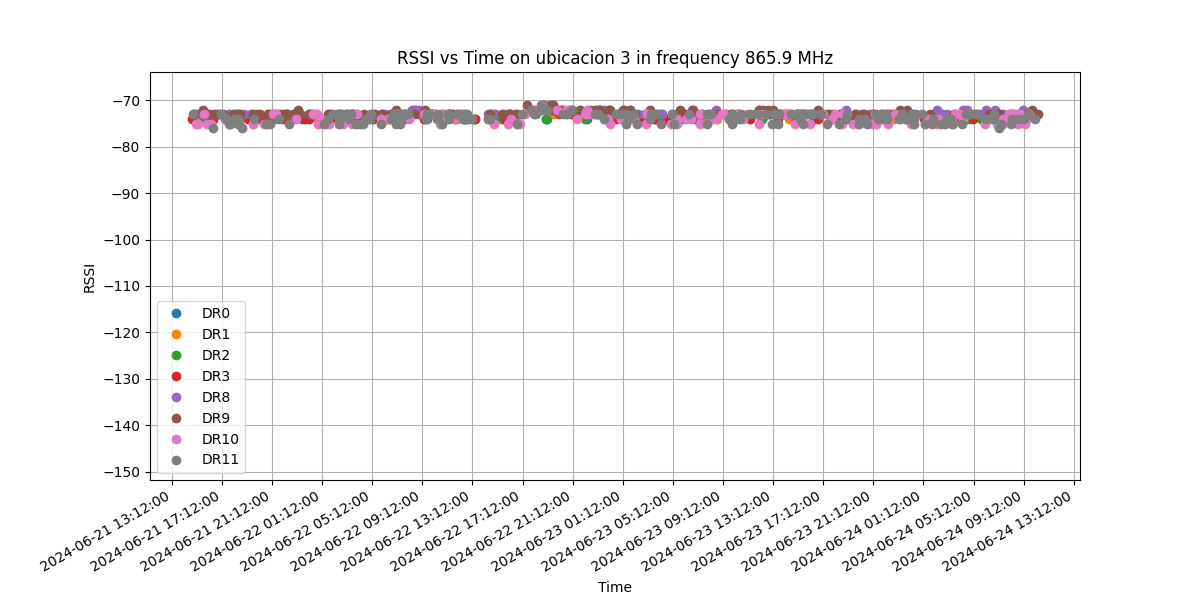 RSSI vs Time on ubicacion 3 in frequency 865.9 MHz
RSSI
−70
−80
−90
−100
−110
−120
−130
−140
−150
DR0
DR1
DR2
DR3
DR8
DR9
DR10
DR11
2024-06-21 13:12:00
2024-06-21 17:12:00
2024-06-21 21:12:00
2024-06-22 01:12:00
2024-06-22 05:12:00
2024-06-22 09:12:00
2024-06-22 13:12:00
2024-06-22 17:12:00
2024-06-22 21:12:00
2024-06-23 01:12:00
2024-06-23 05:12:00
2024-06-23 09:12:00
2024-06-23 13:12:00
2024-06-23 17:12:00
2024-06-23 21:12:00
2024-06-24 01:12:00
2024-06-24 05:12:00
2024-06-24 09:12:00
2024-06-24 13:12:00
Time